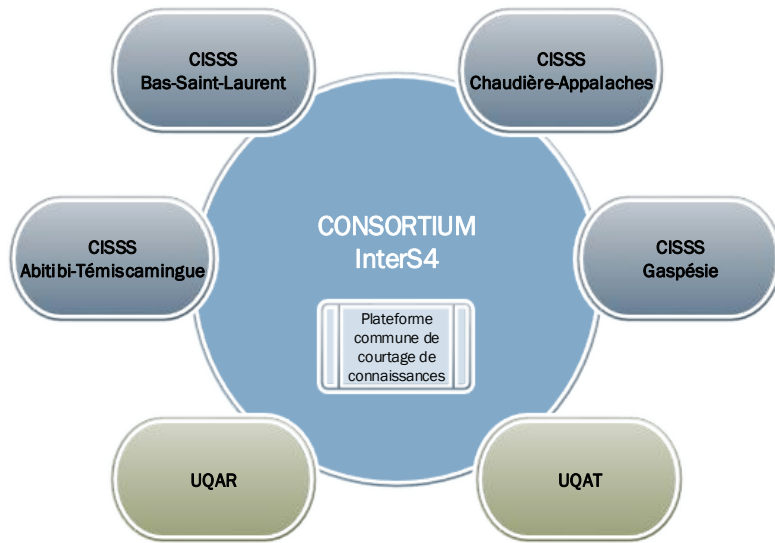 CISSS
Bas-Saint-Laurent
CISSS
Chaudière-Appalaches
CISSS
Abitibi-Témiscamingue
CONSORTIUM
InterS4
CISSS
Gaspésie
Plateforme
commune de
courtage de
connaissances
UQAR
UQAT